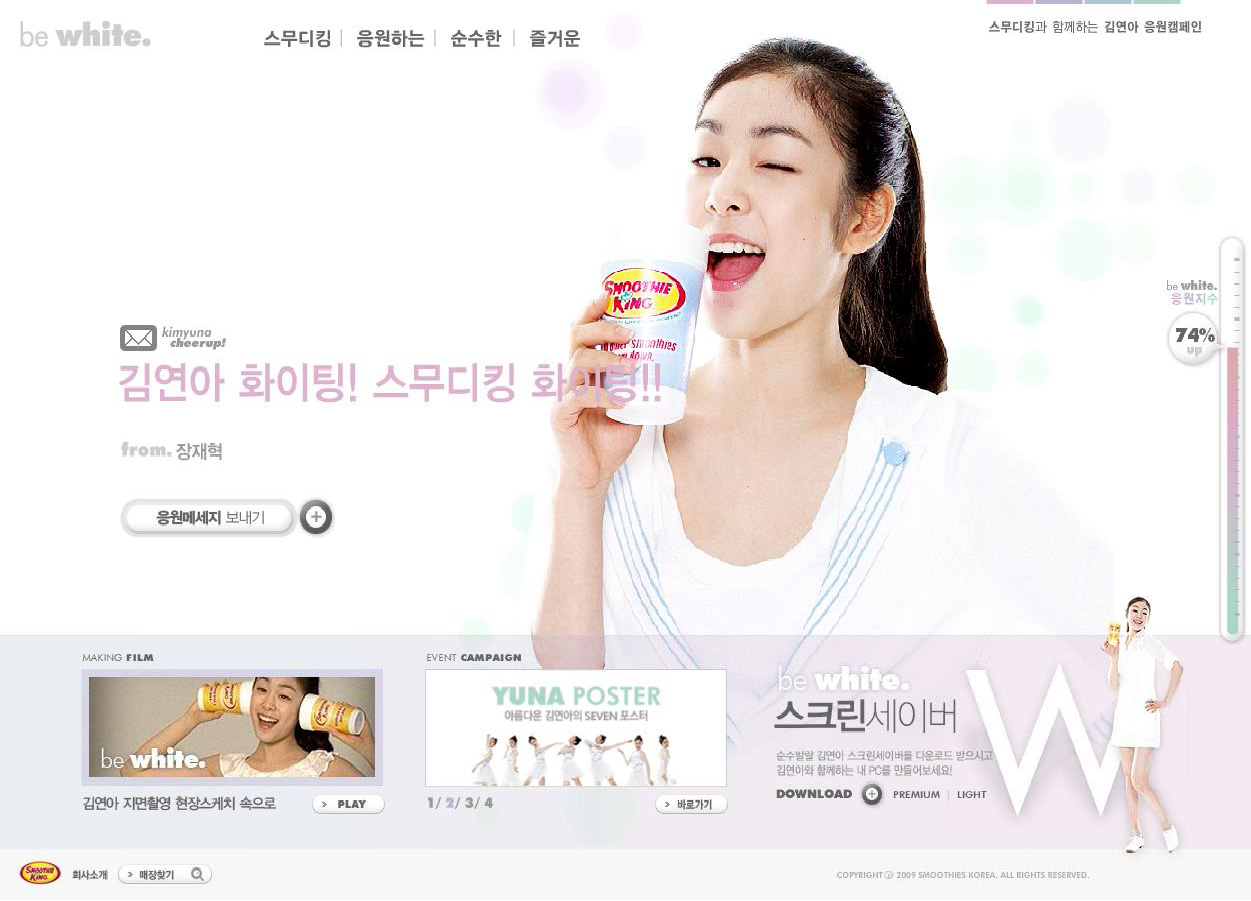 be white.
스무디킹 | 응원하는 | 순수한 | 즐거운
스무디킹과 함께하는 김연아 응원캠페인
SMOOTHIE
KING
be white.
응원지수
74%
up
kimyuna
cheerup!
김연아 화이팅! 스무디킹 화이팅!!
from. 장재혁
응원메세지 보내기
MAKING FILM
be white.
김연아 지면촬영 현장스케치 속으로
PLAY
EVENT CAMPAIGN
YUNA POSTER
아름다운 김연아의 SEVEN 포스터
1/ 2/ 3/ 4
바로가기
be white.
스크린세이버
순수발랄 김연아 스크린세이버를 다운로드 받으시고
김연아와 함께하는 내 PC를 만들어보세요!
DOWNLOAD PREMIUM | LIGHT
W
SMOOTHIE
KING
회사소개
매장찾기
COPYRIGHT ⓒ 2009 SMOOTHIES KOREA. ALL RIGHTS RESERVED.